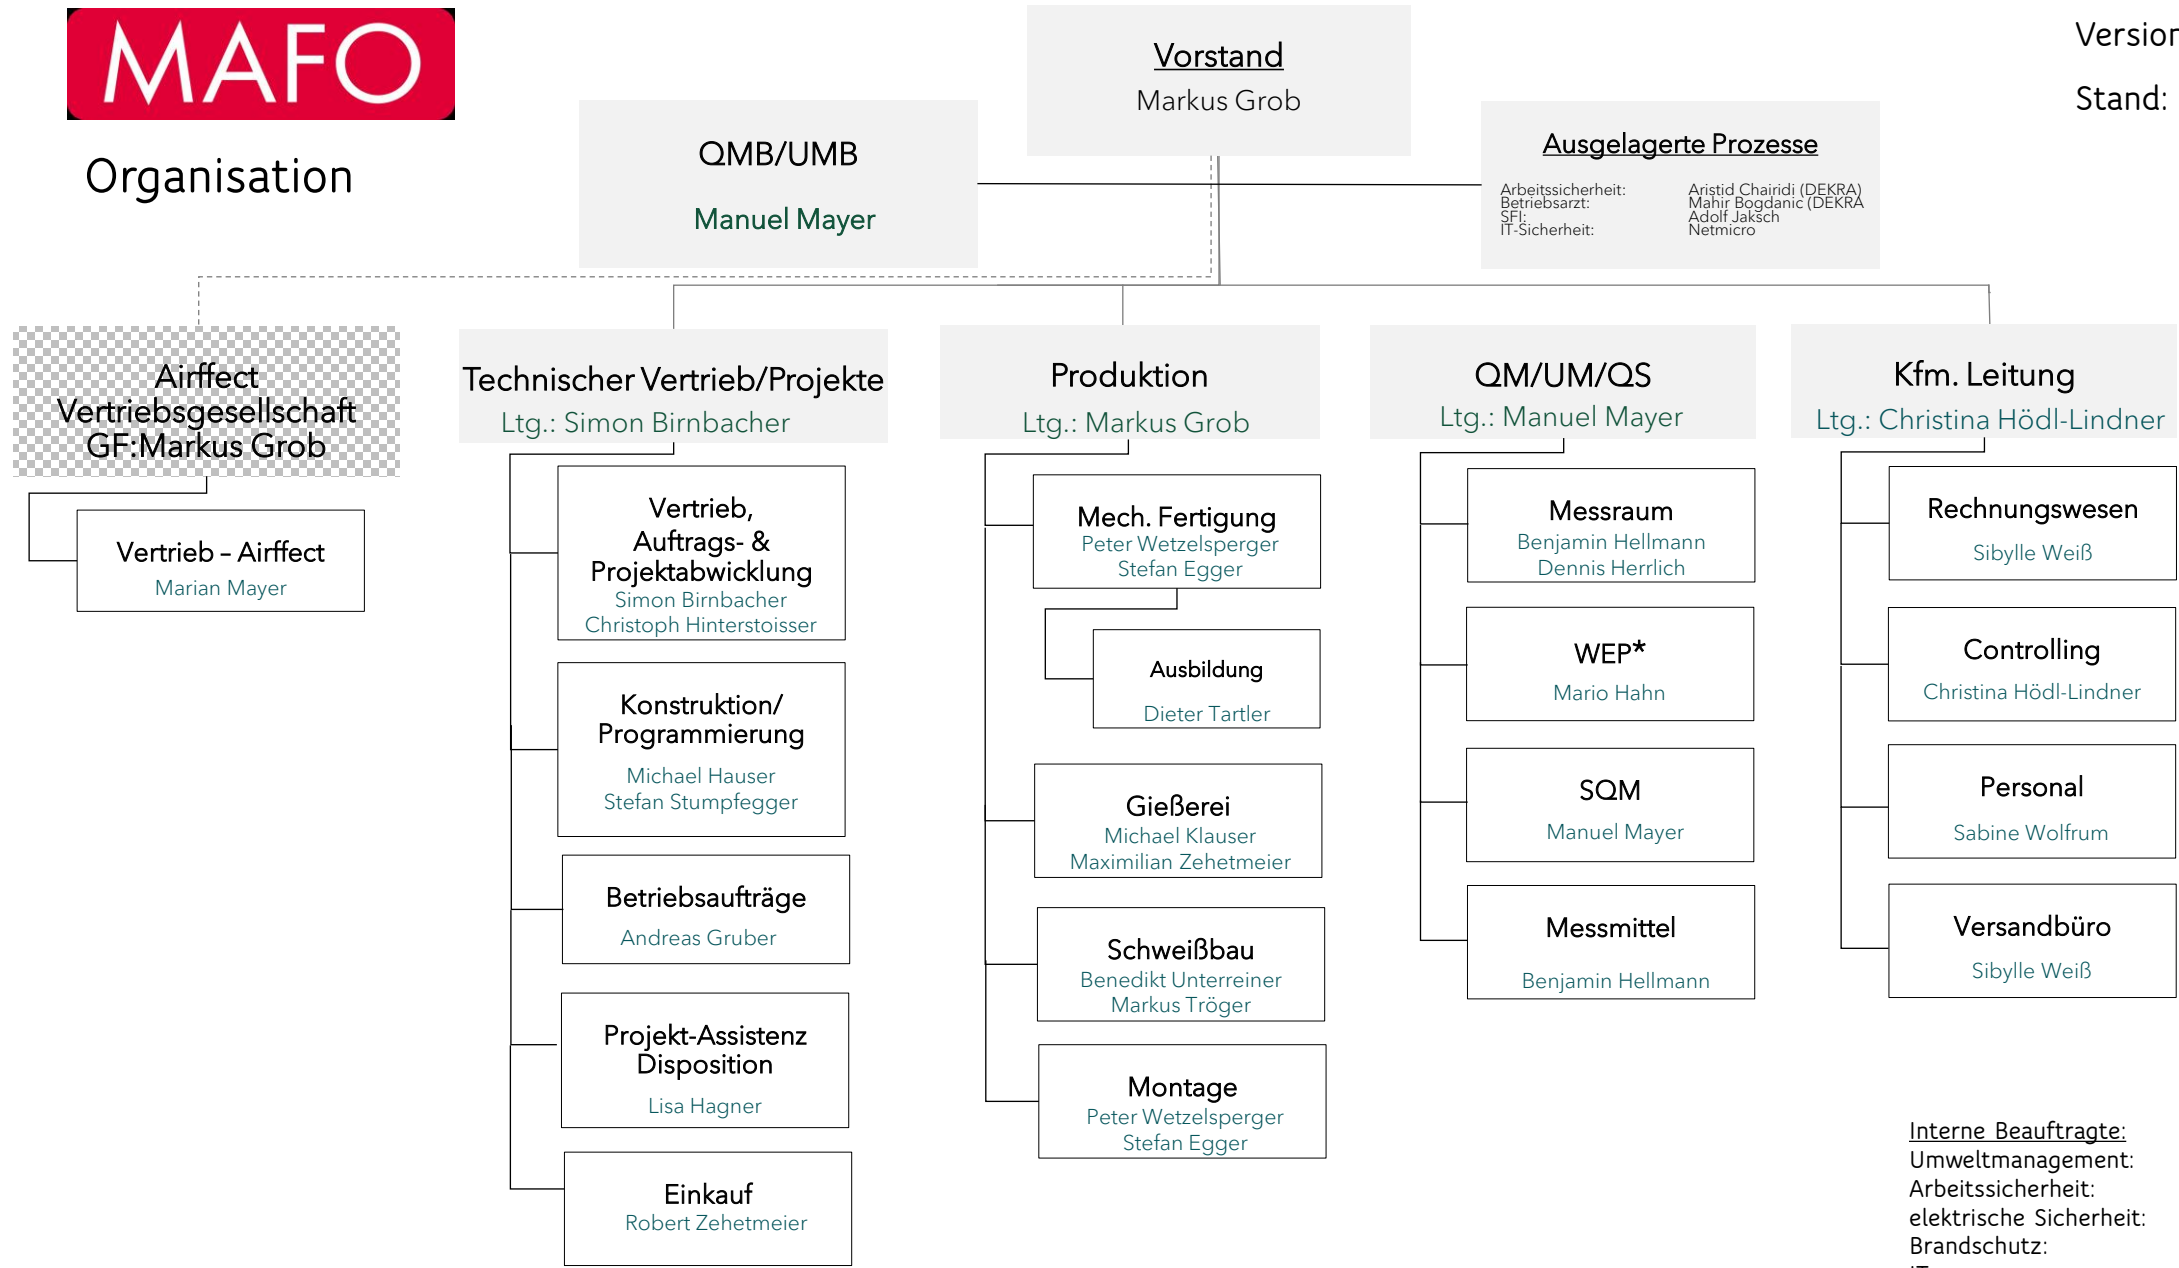 MAFO
Organisation
Vorstand
Markus Grob
Version
Stand:
QMB/UMB
Manuel Mayer
Ausgelagerte Prozesse
Arbeitssicherheit: Aristid Chairidi (DEKRA)
Betriebsarzt: Mahir Bogdanic (DEKRA
SFI: Adolf Jaksch
IT-Sicherheit: Netmicro
Airffect
Vertriebsgesellschaft
GF:Markus Grob
Vertrieb – Airffect
Marian Mayer
Technischer Vertrieb/Projekte
Ltg.: Simon Birnbacher
Vertrieb,
Auftrags- &
Projektabwicklung
Simon Birnbacher
Christoph Hinterstoisser
Konstruktion/
Programmierung
Michael Hauser
Stefan Stumpfegger
Betriebsaufträge
Andreas Gruber
Projekt-Assistenz
Disposition
Lisa Hagner
Einkauf
Robert Zehetmeier
Produktion
Ltg.: Markus Grob
Mech. Fertigung
Peter Wetzelsperger
Stefan Egger
Ausbildung
Dieter Tartler
Gießerei
Michael Klauser
Maximilian Zehetmeier
Schweißbau
Benedikt Unterreiner
Markus Tröger
Montage
Peter Wetzelsperger
Stefan Egger
QM/UM/QS
Ltg.: Manuel Mayer
Messraum
Benjamin Hellmann
Dennis Herrlich
WEP*
Mario Hahn
SQM
Manuel Mayer
Messmittel
Benjamin Hellmann
Kfm. Leitung
Ltg.: Christina Hödl-Lindner
Rechnungswesen
Sibylle Weiß
Controlling
Christina Hödl-Lindner
Personal
Sabine Wolfrum
Versandbüro
Sibylle Weiß
Interne Beauftragte:
Umweltmanagement:
Arbeitssicherheit:
elektrische Sicherheit:
Brandschutz: